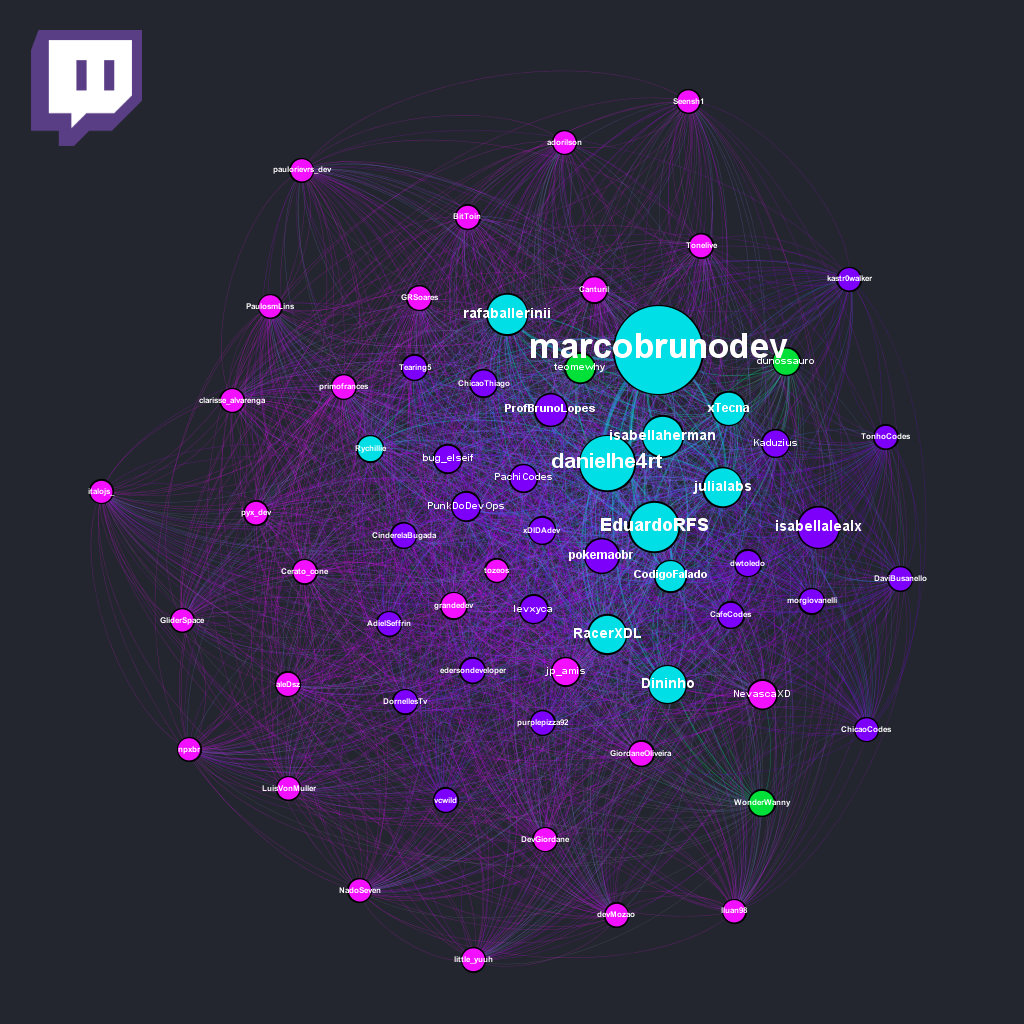 Seensh1
adorilson
paulorievrs_dev
BitToin
Tonelive
kastr0walker
Canturil
GRSoares
PaulosmLins
rafaballerinii
marcobrunodev
dunossauro
teomewhy
Tearing5
ChicaoThiago
primofrances
clarisse_alvarenga
ProfBrunoLopes
xTecna
isabellaherman
TonhoCodes
Kaduzius
Rychillie
bug_elseif
danielhe4rt
PachiCodes
julialabs
italojs_
PunkDoDevOps
pyx_dev
EduardoRFS
isabellalealx
xDIDAdev
CinderelaBugada
pokemaobr
dwtoledo
tozeos
Cerato_cone
CodigoFalado
DaviBusanello
morgiovanelli
grandedev
levxyca
CafeCodes
GliderSpace
AdielSeffrin
RacerXDL
edersondeveloper
jp_amis
aleDsz
Dininho
NevascaXD
DornellesTv
purplepizza92
ChicaoCodes
npxbr
GiordaneOliveira
LuisVonMuller
vcwild
WonderWanny
DevGiordane
NadoSeven
devMozao
lluan98
little_yuuh